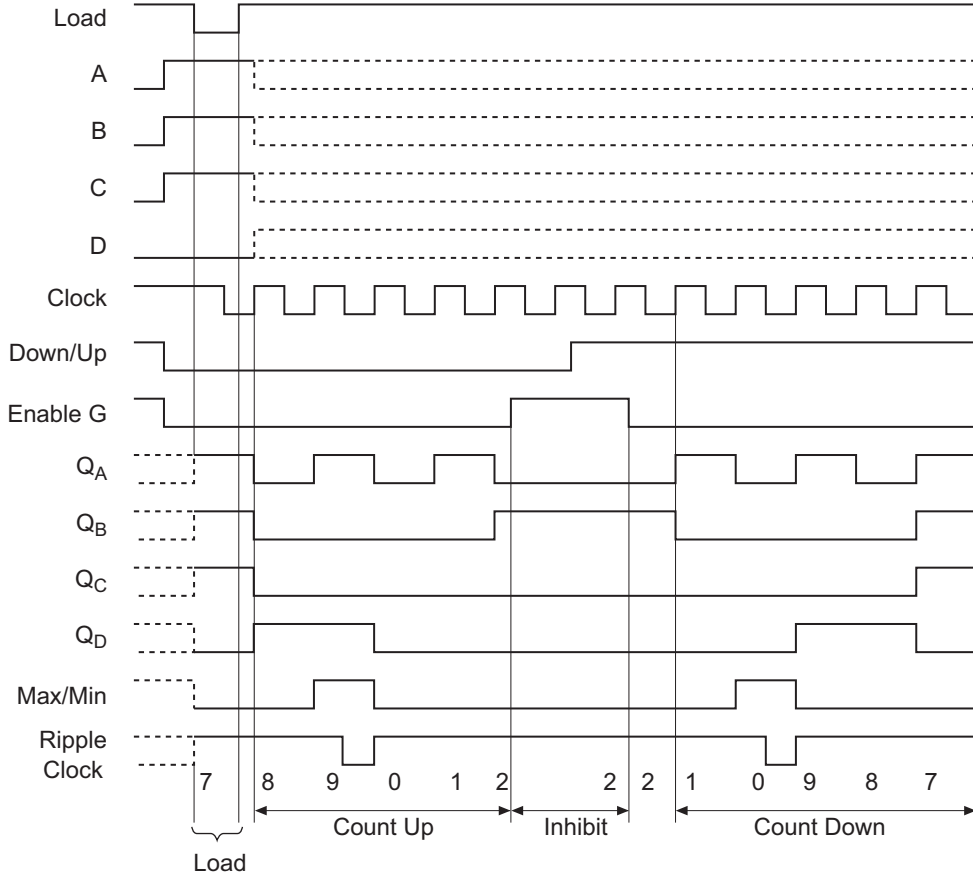 Load
A
B
C
D
Clock
Down/Up
Enable G
QA
QB
QC
QD
Max/Min
Ripple
Clock
7 8 9 0 1 2 2 2 1 0 9 8 7
Count Up Inhibit Count Down
Load